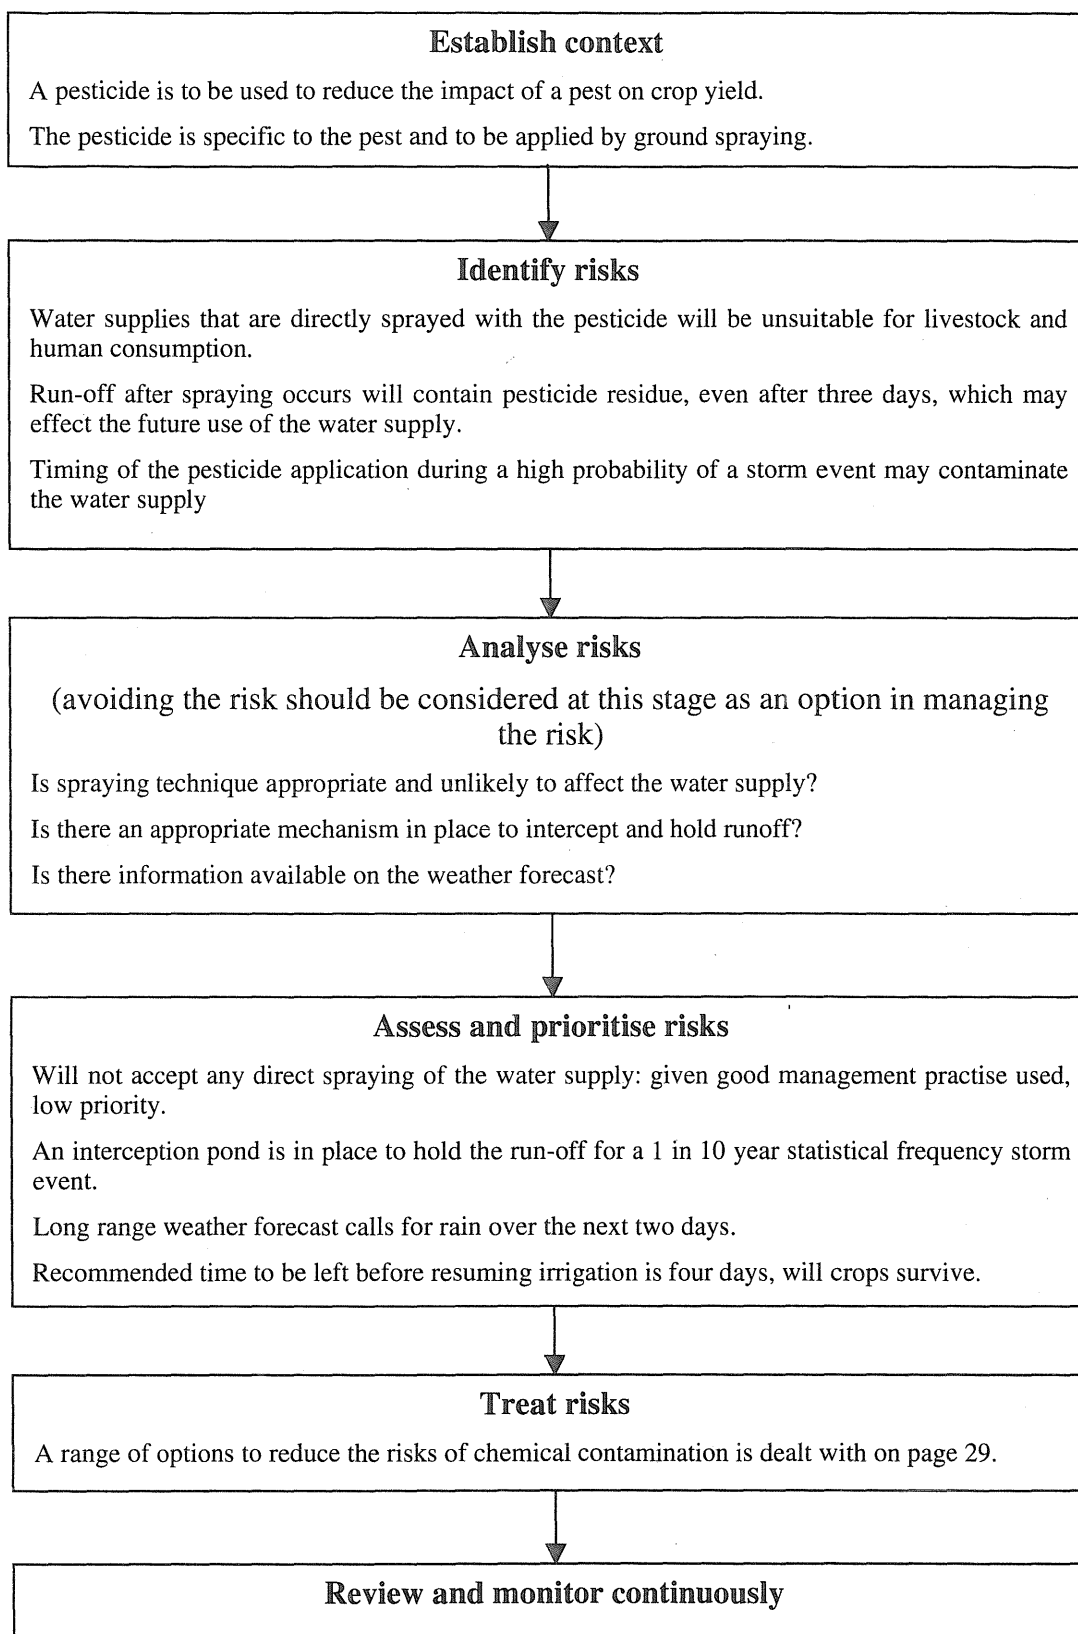 Establish context
A pesticide is to be used to reduce the impact of a pest on crop yield.
The pesticide is specific to the pest and to be applied by ground spraying.
Identify risks
Water supplies that are directly sprayed with the pesticide will be unsuitable for livestock and
human consumption.
Run-off after spraying occurs will contain pesticide residue, even after three days, which may
effect the future use of the water supply.
Timing of the pesticide application during a high probability of a storm event may contaminate
the water supply
Analyse risks
(avoiding the risk should be considered at this stage as an option in managing
the risk)
Is spraying technique appropriate and unlikely to affect the water supply?
Is there an appropriate mechanism in place to intercept and hold runoff?
Is there information available on the weather forecast?
Assess and prioritise risks
Will not accept any direct spraying of the water supply: given good management practise used,
low priority.
An interception pond is in place to hold the run-off for a 1 in 10 year statistical frequency storm
event.
Long range weather forecast calls for rain over the next two days.
Recommended time to be left before resuming irrigation is four days, will crops survive.
Treat risks
A range of options to reduce the risks of chemical contamination is dealt with on page 29.
Review and monitor continuously